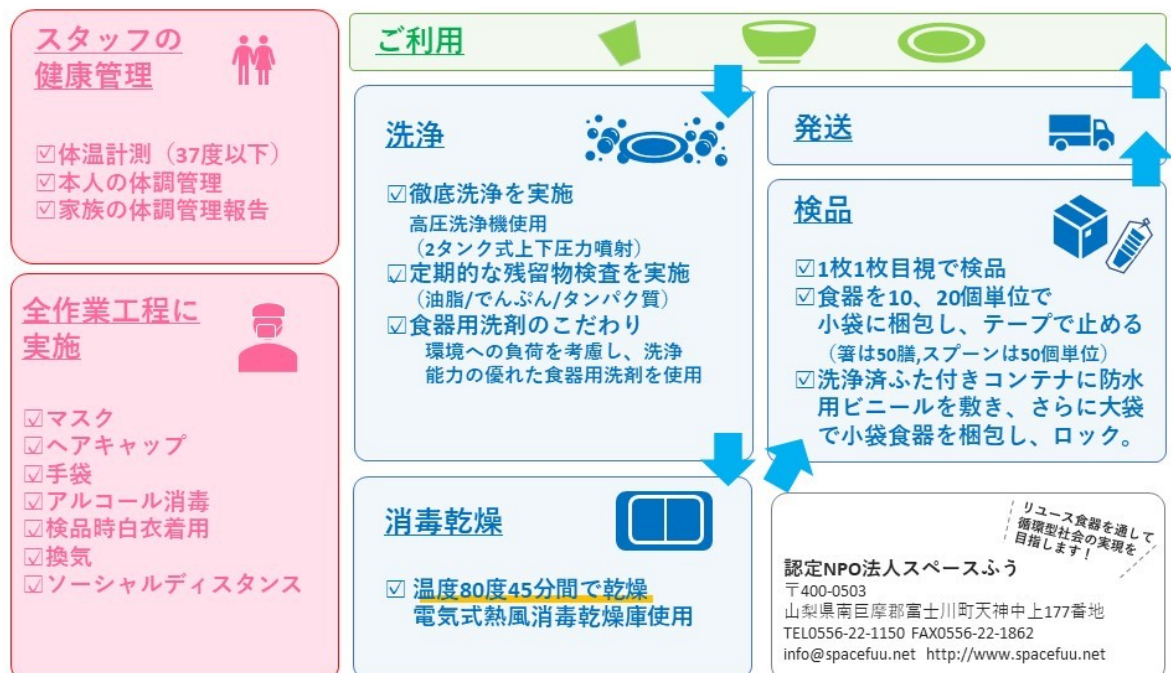 スタッフの
健康管理
☑体温計測（37度以下）
☑本人の体調管理
☑家族の体調管理報告
全作業工程に
実施
☑マスク
☑ヘアキャップ
☑手袋
☑アルコール消毒
☑検品時白衣着用
☑換気
☑ソーシャルディスタンス
ご利用
洗浄
☑徹底洗浄を実施
高圧洗浄機使用
（2タンク式上下圧力噴射）
☑定期的な残留物検査を実施
（油脂/でんぷん/タンパク質）
☑食器用洗剤のこだわり
環境への負荷を考慮し、洗浄
能力の優れた食器用洗剤を使用
消毒乾燥
☑ 温度80度45分間で乾燥
電気式熱風消毒乾燥庫使用
発送
検品
☑1枚1枚目視で検品
☑食器を10、20個単位で
小袋に梱包し、テープで止める
（箸は50膳,スプーンは50個単位）
☑洗浄済ふた付きコンテナに防水
用ビニールを敷き、さらに大袋
で小袋食器を梱包し、ロック。
リユース食器を通して
循環型社会の実現を
目指します！
認定NPO法人スペースふう
〒400-0503
山梨県南巨摩郡富士川町天神中上177番地
TEL0556-22-1150 FAX0556-22-1862
info@spacefuu.net http://www.spacefuu.net